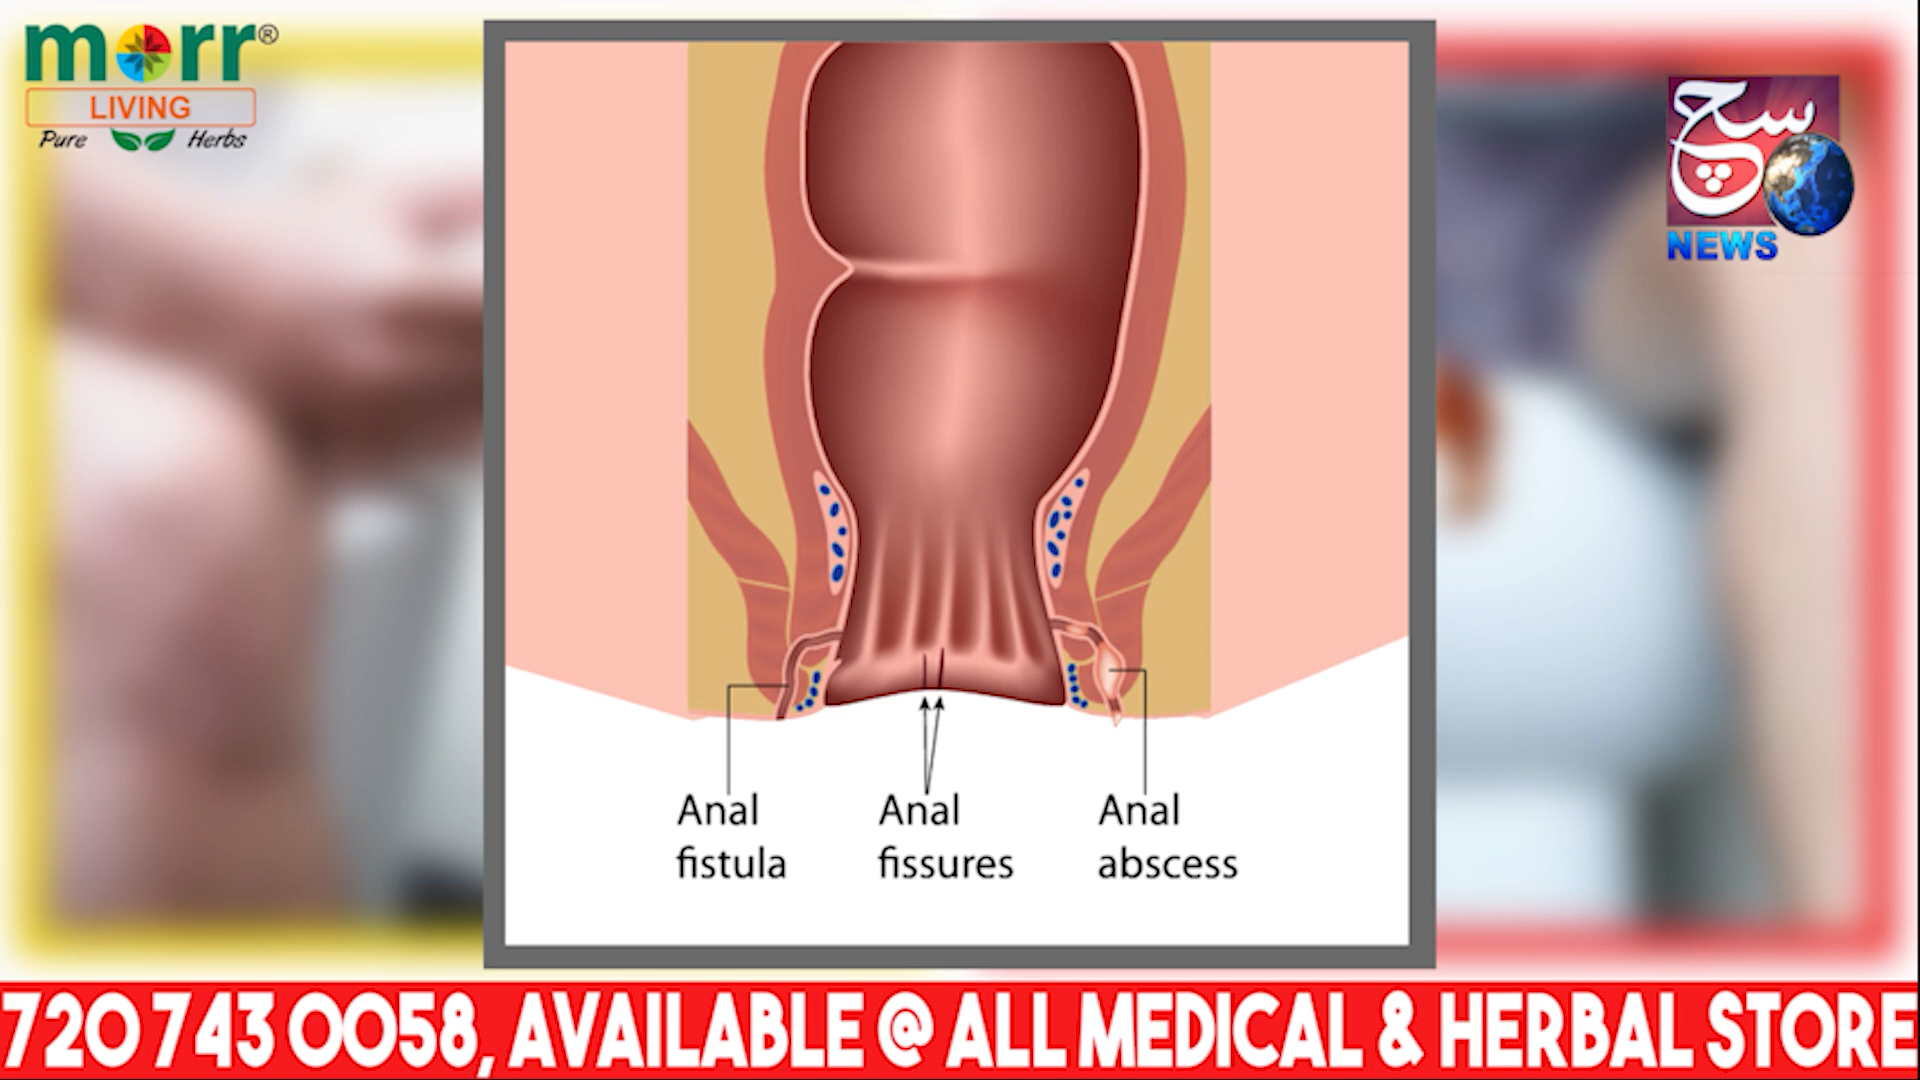 morr®
LIVING
Pure Herbs
سچ
NEWS
Anal
fistula
Anal
fissures
Anal
abscess
720 743 0058, AVAILABLE @ ALL MEDICAL & HERBAL STORE